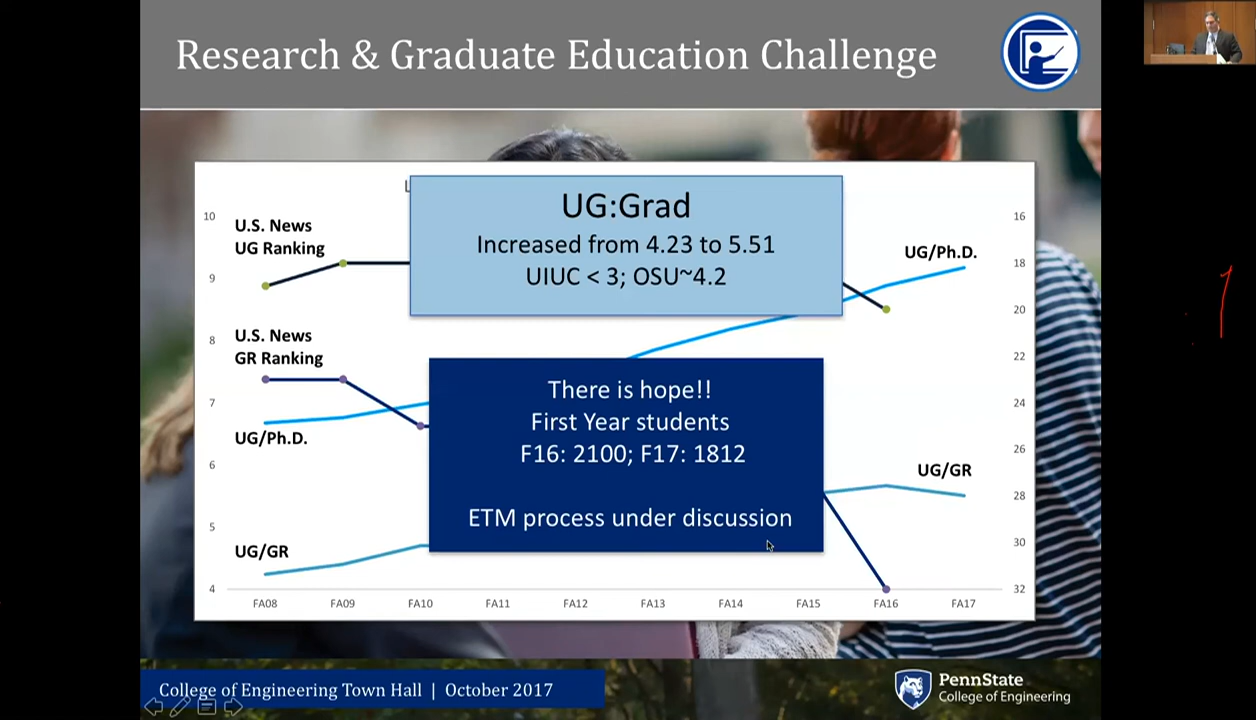 Research & Graduate Education Challenge
UG:Grad
Increased from 4.23 to 5.51
UIUC < 3; OSU~4.2
There is hope!!
First Year students
F16: 2100; F17: 1812
ETM process under discussion
U.S. News
UG Ranking
U.S. News
GR Ranking
UG/Ph.D.
UG/GR
UG/Ph.D.
UG/GR
10
9
8
7
6
5
4
16
18
20
22
24
26
28
30
32
FA08 FA09 FA10 FA11 FA12 FA13 FA14 FA15 FA16 FA17
College of Engineering Town Hall | October 2017
PennState
College of Engineering